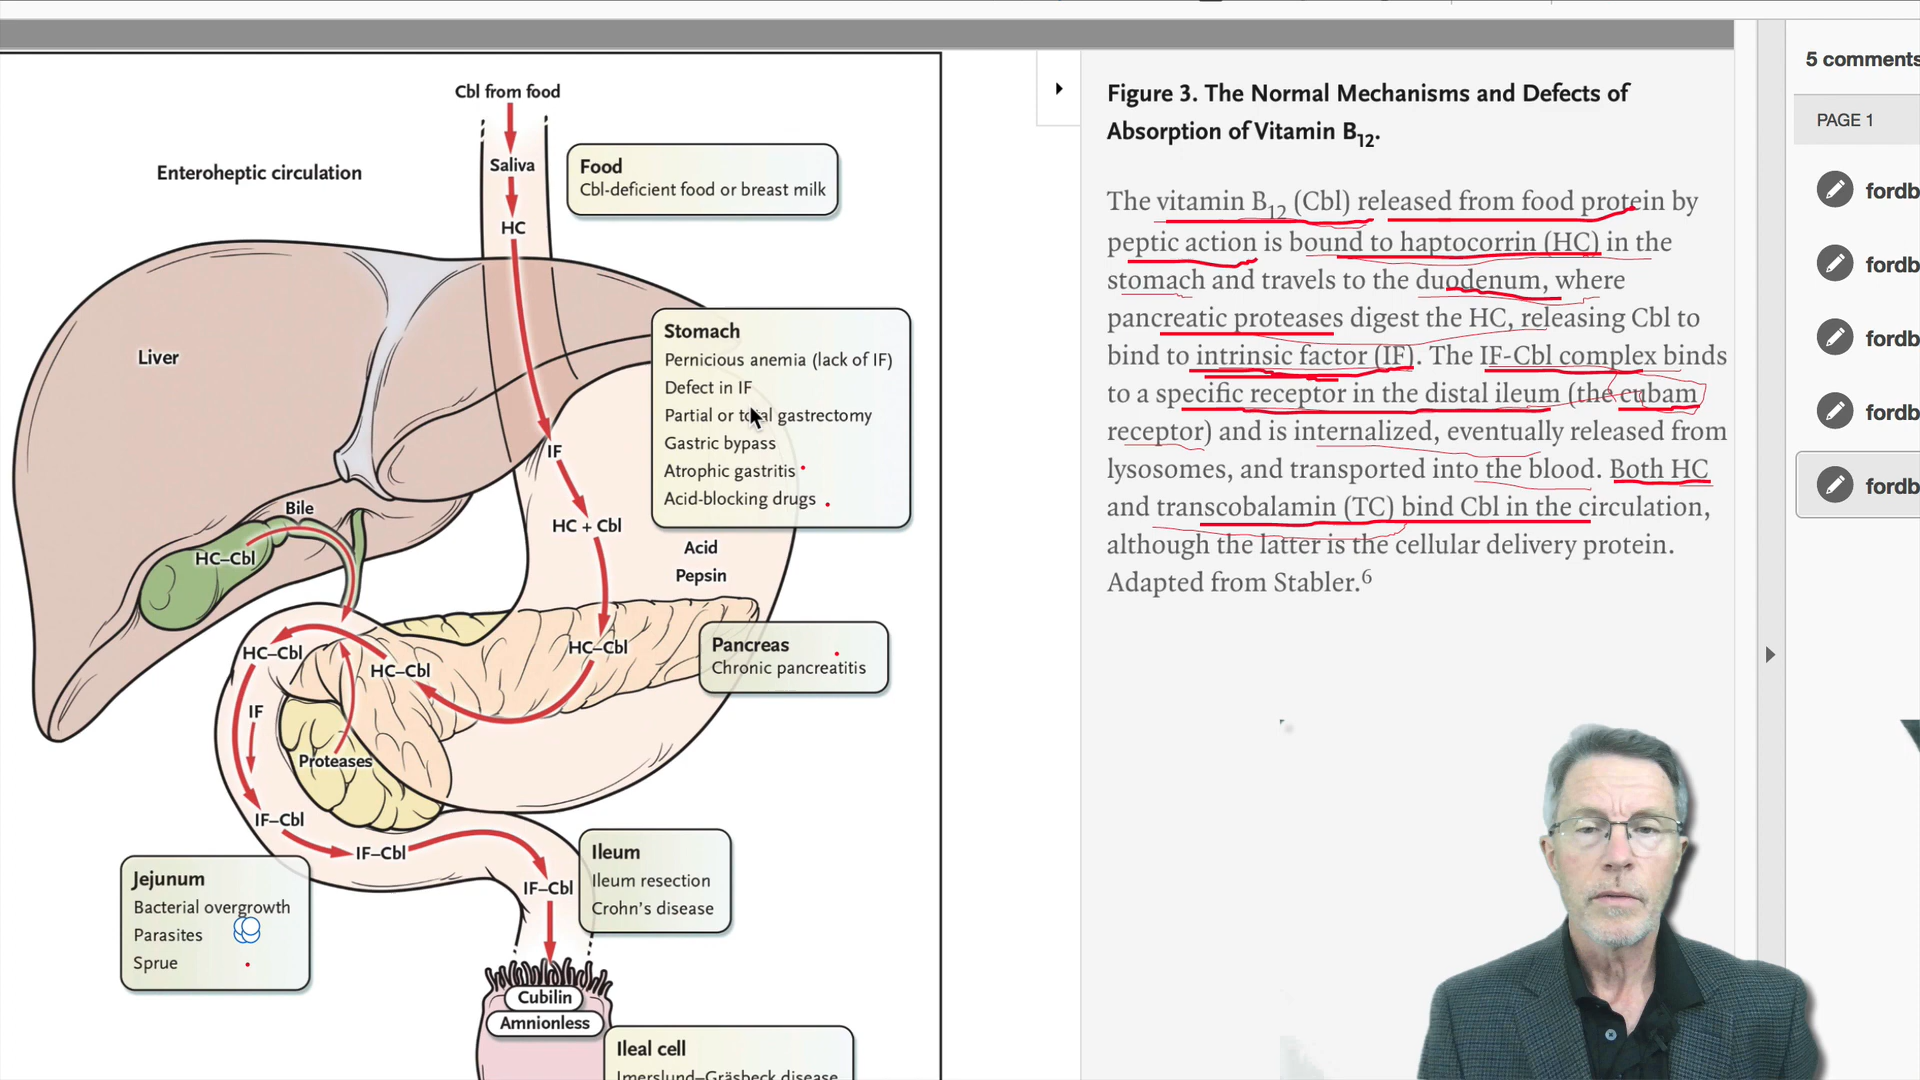 5 comments
PAGE 1
fordb
fordb
fordb
fordb
fordb
Cbl from food
Enteroheptic circulation
Saliva
HC
Food
Cbl-deficient food or breast milk
Liver
Stomach
Pernicious anemia (lack of IF)
Defect in IF
Partial or total gastrectomy
Gastric bypass
Atrophic gastritis
Acid-blocking drugs
IF
HC + Cbl
Acid
Pepsin
Bile
HC–Cbl
HC–Cbl
HC–Cbl
HC–Cbl
Pancreas
Chronic pancreatitis
IF
Proteases
IF–Cbl
IF–Cbl
IF–Cbl
Ileum
Ileum resection
Crohn's disease
Jejunum
Bacterial overgrowth
Parasites
Sprue
Cubilin
Amnionless
Ileal cell
Imerslund–Gräsbeck disease
Figure 3. The Normal Mechanisms and Defects of
Absorption of Vitamin B12.
The vitamin B12 (Cbl) released from food protein by
peptic action is bound to haptocorrin (HC) in the
stomach and travels to the duodenum, where
pancreatic proteases digest the HC, releasing Cbl to
bind to intrinsic factor (IF). The IF-Cbl complex binds
to a specific receptor in the distal ileum (the cubam
receptor) and is internalized, eventually released from
lysosomes, and transported into the blood. Both HC
and transcobalamin (TC) bind Cbl in the circulation,
although the latter is the cellular delivery protein.
Adapted from Stabler.6